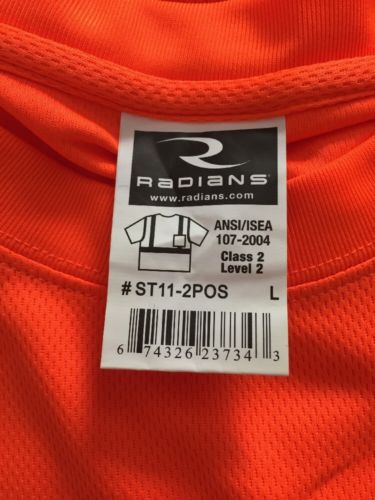 RADIANS®
www.radians.com
ANSI/ISEA
107-2004
Class 2
Level 2
# ST11-2POS L
6 74326 23734 3